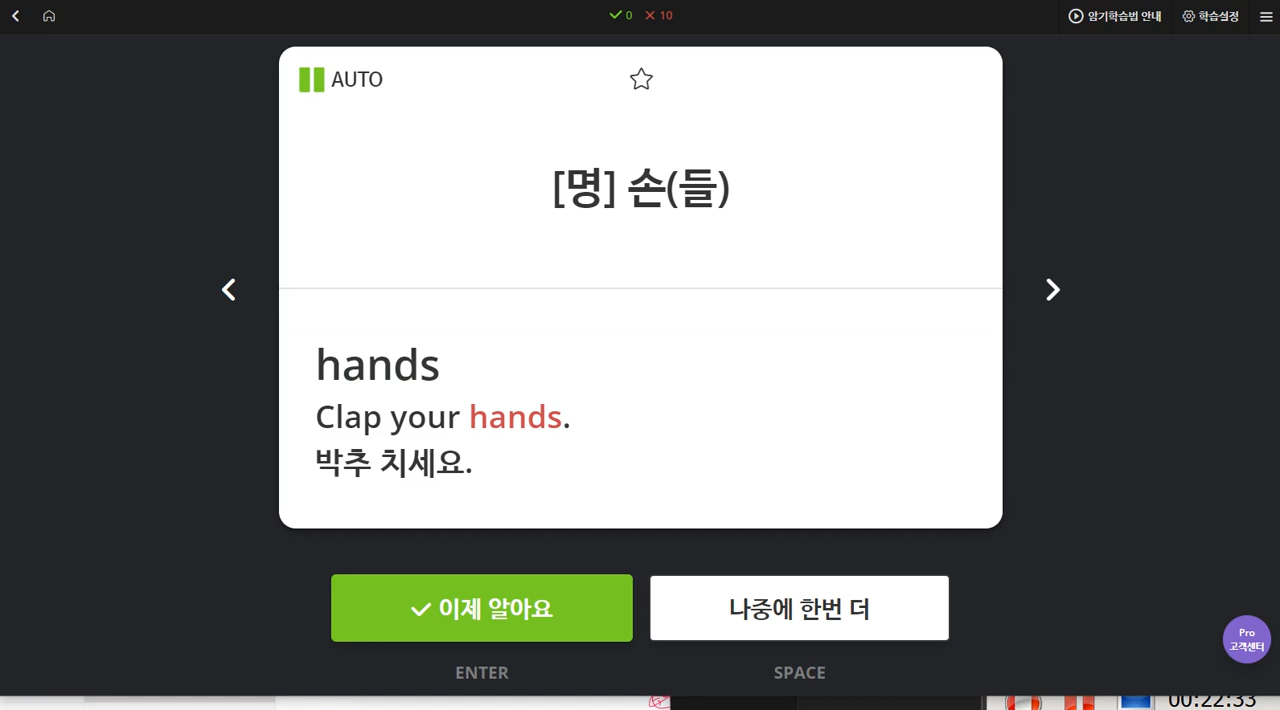 0 10 암기학습법 안내 학습설정
AUTO
[명] 손(들)
hands
Clap your hands.
박추 치세요.
이제 알아요 나중에 한번 더
ENTER SPACE
Pro
고객센터
00:22:33